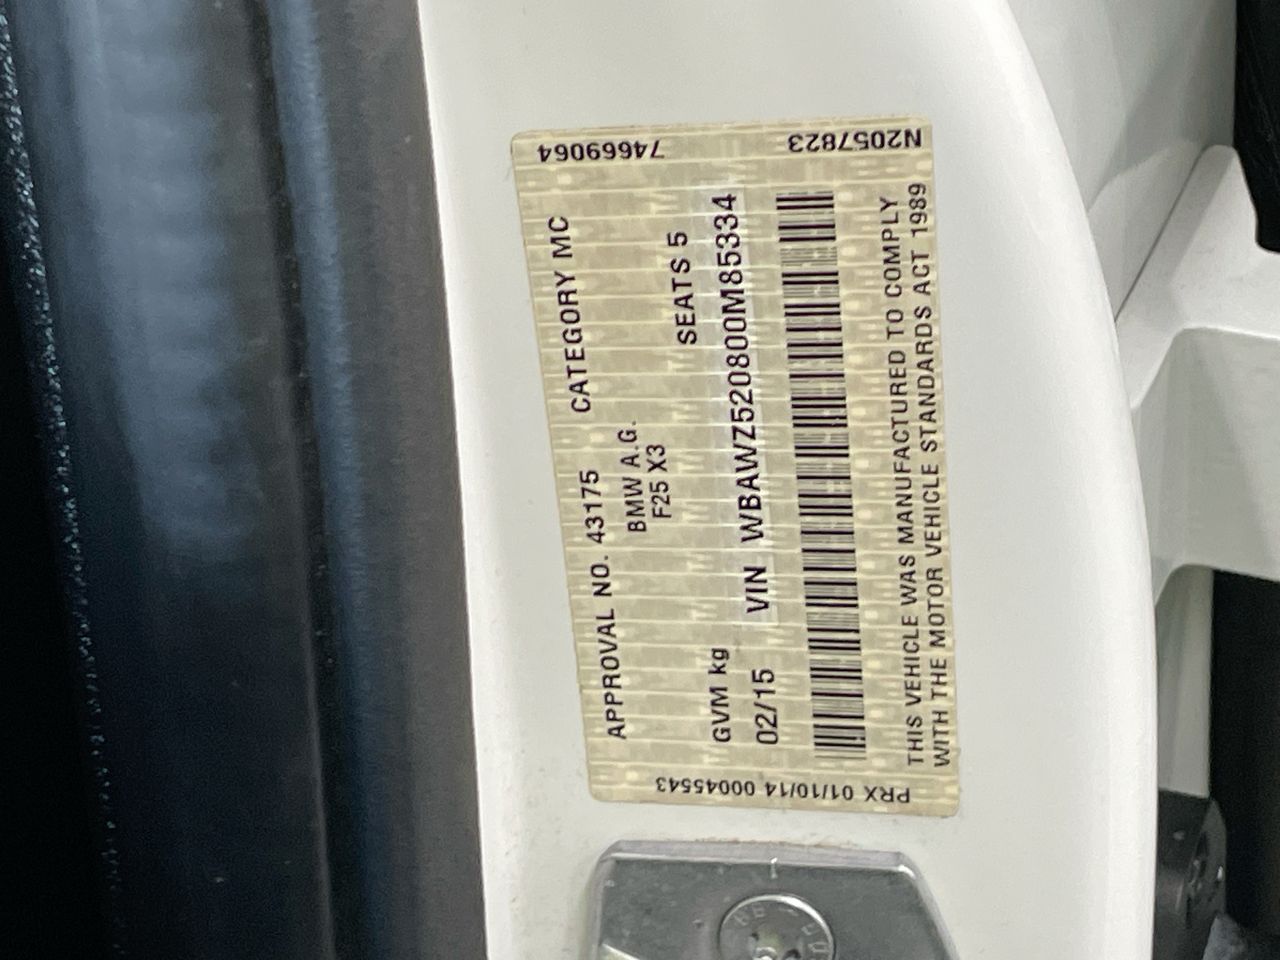 74669064
N2057823
APPROVAL NO. 43175 CATEGORY MC
BMW A.G.
F25 X3
GVM kg SEATS 5
02/15 VIN WBAWZ520800M85334
THIS VEHICLE WAS MANUFACTURED TO COMPLY
WITH THE MOTOR VEHICLE STANDARDS ACT 1989
PRX 01/10/14 00045543